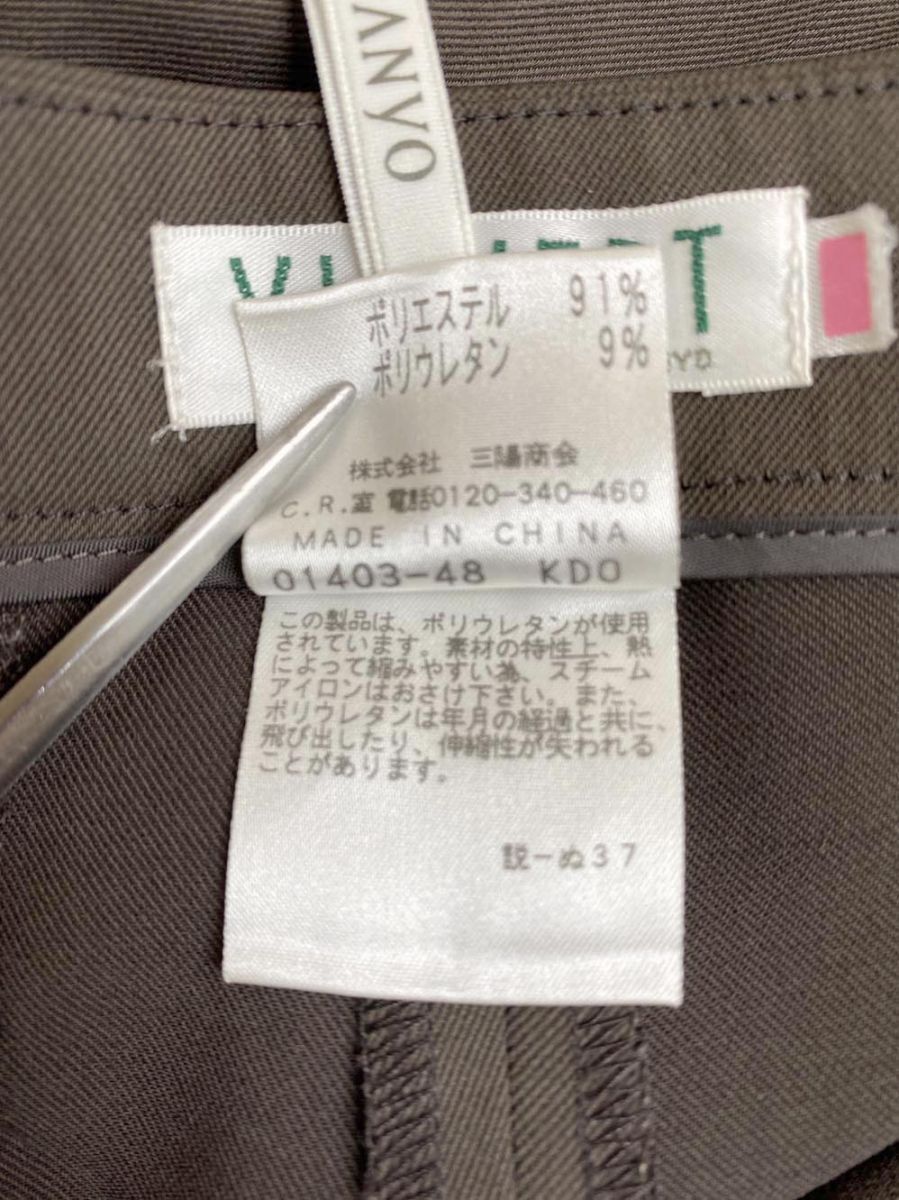 ANYO
ポリエステル 91%
ポリウレタン 9%
株式会社 三陽商会
C.R.室 電話0120-340-460
MADE IN CHINA
01403-48 KDO
この製品は、ポリウレタンが使用
されています。素材の特性上、熱
によって縮みやすい為、スチーム
アイロンはおさけ下さい。また、
ポリウレタンは年月の経過と共に、
飛び出したり、伸縮性が失われる
ことがあります。
説ーぬ37